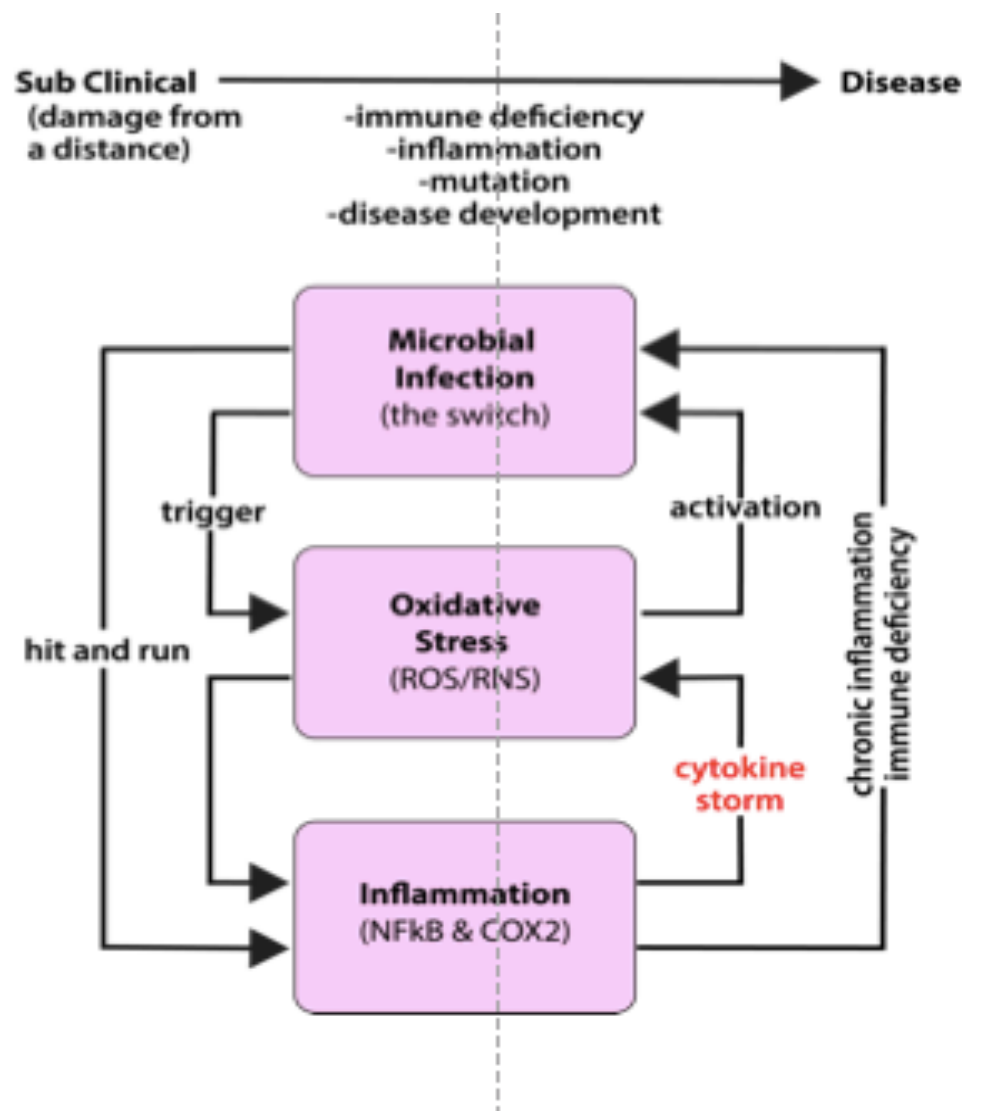 Sub Clinical
(damage from
a distance)
Disease
-immune deficiency
-inflammation
-mutation
-disease development
Microbial
Infection
(the switch)
trigger
activation
Oxidative
Stress
(ROS/RNS)
hit and run
chronic inflammation
immune deficiency
cytokine
storm
Inflammation
(NFkB & COX2)